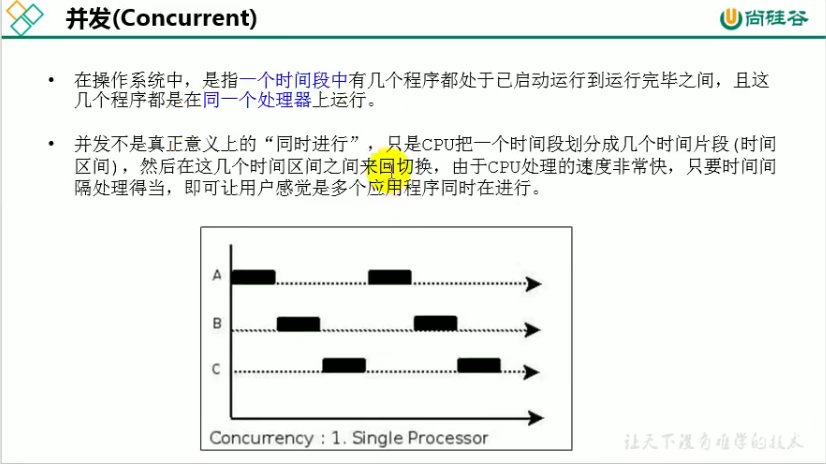 并发(Concurrent)
尚硅谷
• 在操作系统中，是指一个时间段中有几个程序都处于已启动运行到运行完毕之间，且这
几个程序都是在同一个处理器上运行。
• 并发不是真正意义上的“同时进行”，只是CPU把一个时间段划分成几个时间片段(时间
区间)，然后在这几个时间区间之间来回切换，由于CPU处理的速度非常快，只要时间间
隔处理得当，即可让用户感觉是多个应用程序同时在进行。
A
B
C
Concurrency : 1. Single Processor
让天下没有难学的技术